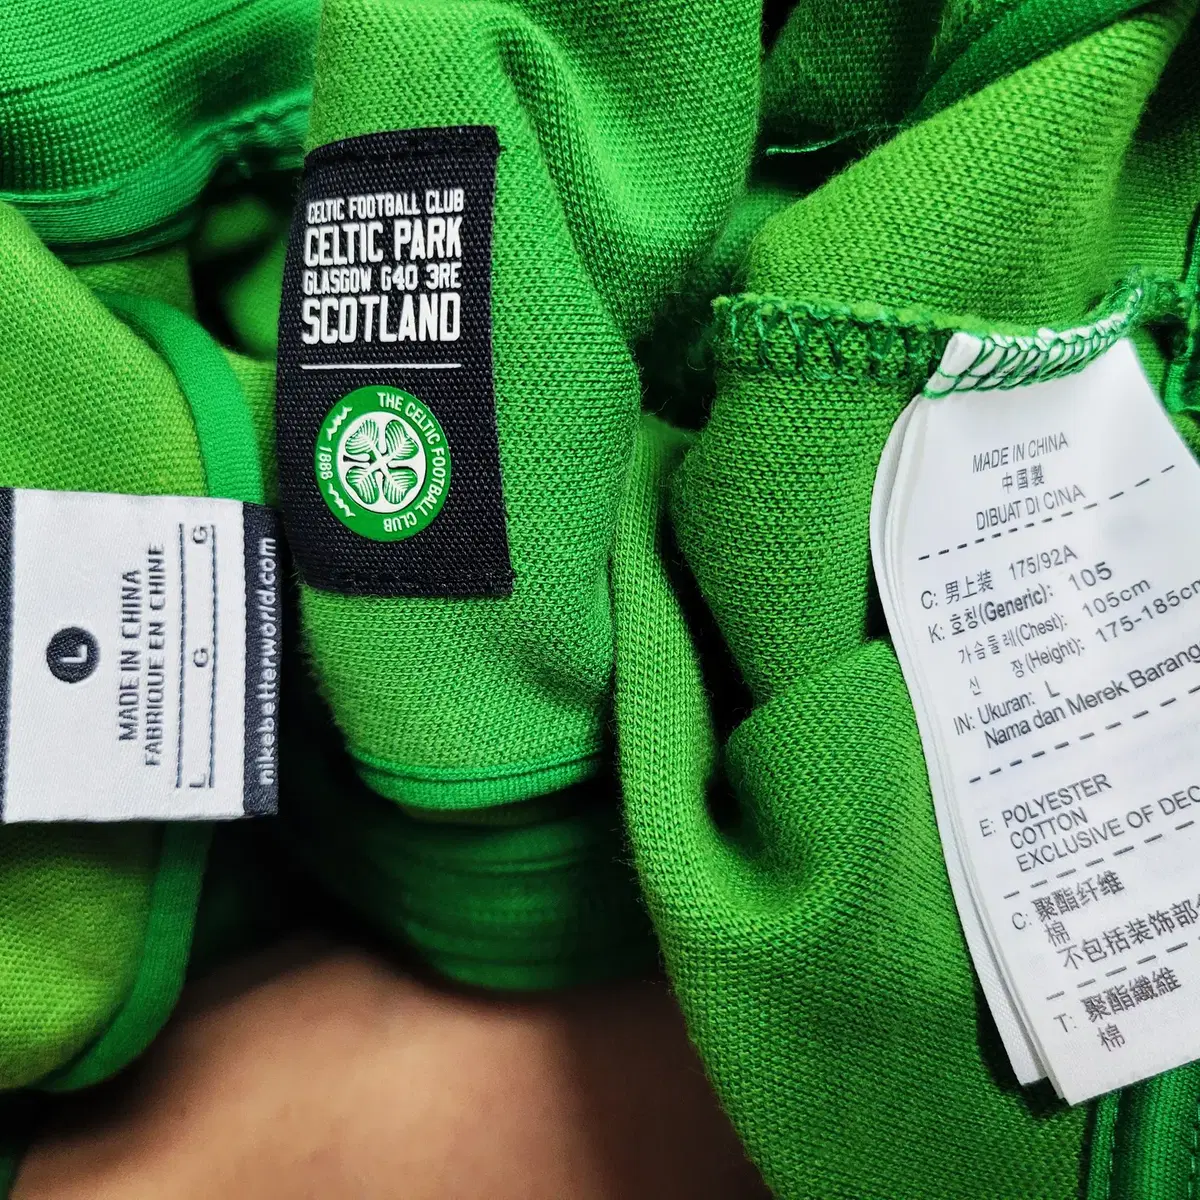 CELTIC FOOTBALL CLUB
CELTIC PARK
GLASGOW G40 3RE
SCOTLAND
THE CELTIC FOOTBALL CLUB
1888
L
MADE IN CHINA
FABRIQUE EN CHINE
L G G
nikebetterworld.com
MADE IN CHINA
中国製
DIBUAT DI CINA
C: 男上装 175/92A
K: 호칭(Generic): 105
가슴둘레(Chest): 105cm
신 장(Height): 175-185cm
IN: Ukuran: L
Nama dan Merek Barang
E: POLYESTER
COTTON
EXCLUSIVE OF DEC
C: 聚酯纤维
棉
不包括装饰部
T: 聚酯纖維
棉